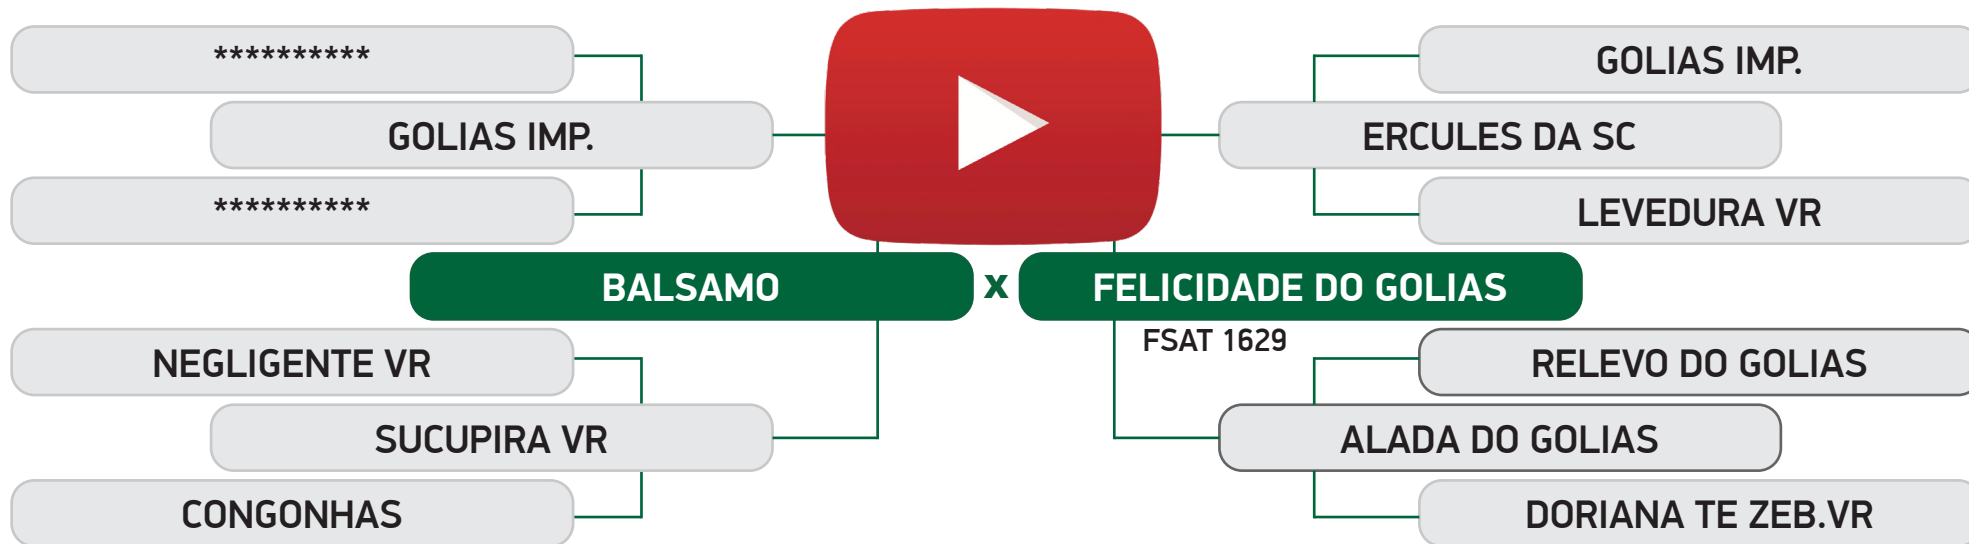 **********
GOLIAS IMP.
**********
GOLIAS IMP.
ERCULES DA SC
LEVEDURA VR
BALSAMO x FELICIDADE DO GOLIAS
FSAT 1629
NEGLIGENTE VR
SUCUPIRA VR
CONGONHAS
RELEVO DO GOLIAS
ALADA DO GOLIAS
DORIANA TE ZEB.VR